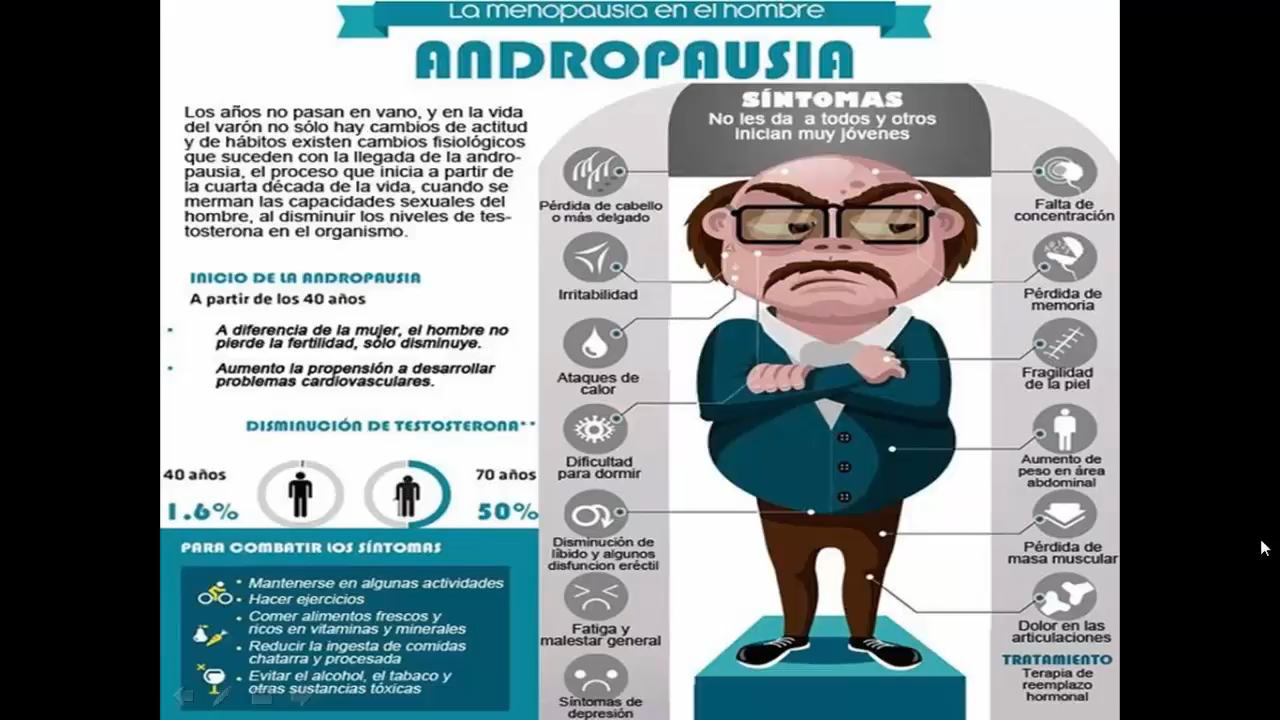 La menopausia en el hombre
ANDROPAUSIA
Los años no pasan en vano, y en la vida
del varón no sólo hay cambios de actitud
y de hábitos existen cambios fisiológicos
que suceden con la llegada de la andro-
pausia, el proceso que inicia a partir de
la cuarta década de la vida, cuando se
merman las capacidades sexuales del
hombre, al disminuir los niveles de tes-
tosterona en el organismo.
INICIO DE LA ANDROPAUSIA
A partir de los 40 años
• A diferencia de la mujer, el hombre no
pierde la fertilidad, sólo disminuye.
• Aumento la propensión a desarrollar
problemas cardiovasculares.
DISMINUCIÓN DE TESTOSTERONA**
40 años
1.6%
70 años
50%
PARA COMBATIR LOS SÍNTOMAS
• Mantenerse en algunas actividades
• Hacer ejercicios
• Comer alimentos frescos y
ricos en vitaminas y minerales
• Reducir la ingesta de comidas
chatarra y procesada
• Evitar el alcohol, el tabaco y
otras sustancias tóxicas
SÍNTOMAS
No les da a todos y otros
inician muy jóvenes
Pérdida de cabello
o más delgado
Irritabilidad
Ataques de
calor
Dificultad
para dormir
Disminución de
líbido y algunos
disfuncion eréctil
Fatiga y
malestar general
Síntomas de
depresión
Falta de
concentración
Pérdida de
memoria
Fragilidad
de la piel
Aumento de
peso en área
abdominal
Pérdida de
masa muscular
Dolor en las
articulaciones
TRATAMIENTO
Terapia de
reemplazo
hormonal